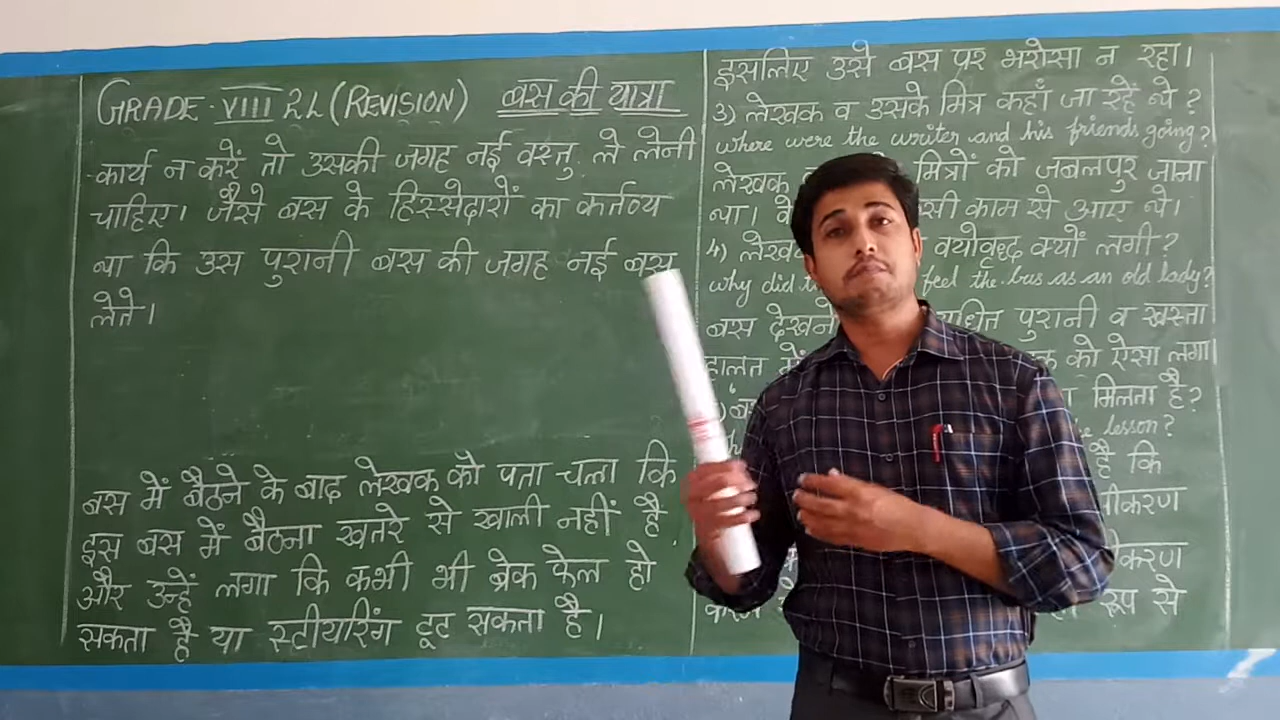 GRADE-VIII 2L (REVISION) बस की यात्रा
कार्य न करें तो उसकी जगह नई वस्तु ले लेनी
चाहिए। जैसे बस के हिस्सेदारों का कर्तव्य
था कि उस पुरानी बस की जगह नई बस
लेते।
बस में बैठने के बाद लेखक को पता चला कि
इस बस में बैठना खतरे से खाली नहीं है
और उन्हें लगा कि कभी भी ब्रेक फेल हो
सकता है या स्टीयरिंग टूट सकता है।
इसलिए उसे बस पर भरोसा न रहा।
3) लेखक व उसके मित्र कहाँ जा रहे थे?
where were the writer and his friends going?
लेखक मित्रों को जबलपुर जाना
था। सी काम से आए थे।
4) लेखक वयोवृद्ध क्यों लगी?
why did feel the bus as an old lady?
बस देखने पुरानी व खस्ता
हालत में को ऐसा लगा
मिलता है?
lesson?
है कि
रूप से